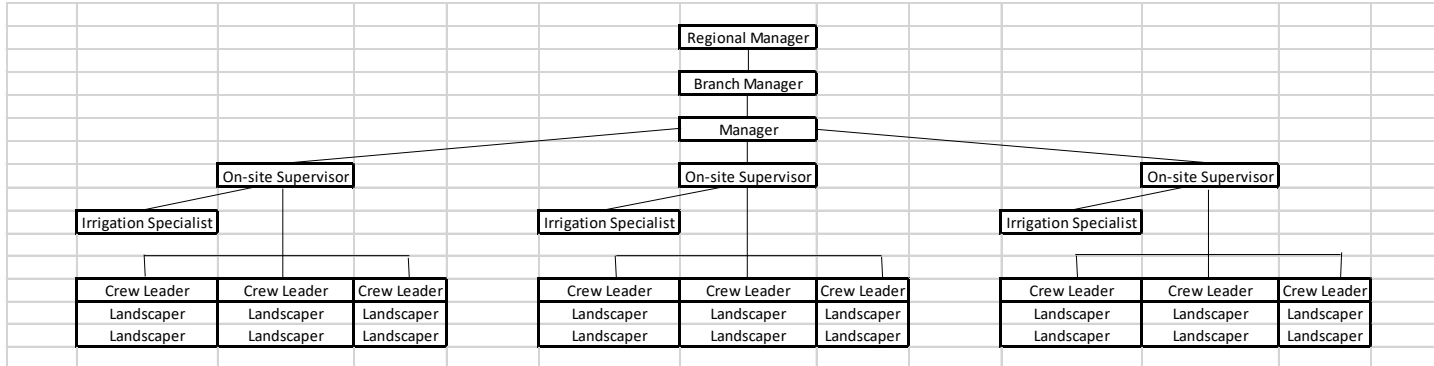 Regional Manager
Branch Manager
Manager
On-site Supervisor On-site Supervisor On-site Supervisor
Irrigation Specialist Irrigation Specialist Irrigation Specialist
Crew Leader Crew Leader Crew Leader Crew Leader Crew Leader Crew Leader Crew Leader Crew Leader Crew Leader
Landscaper Landscaper Landscaper Landscaper Landscaper Landscaper Landscaper Landscaper Landscaper
Landscaper Landscaper Landscaper Landscaper Landscaper Landscaper Landscaper Landscaper Landscaper